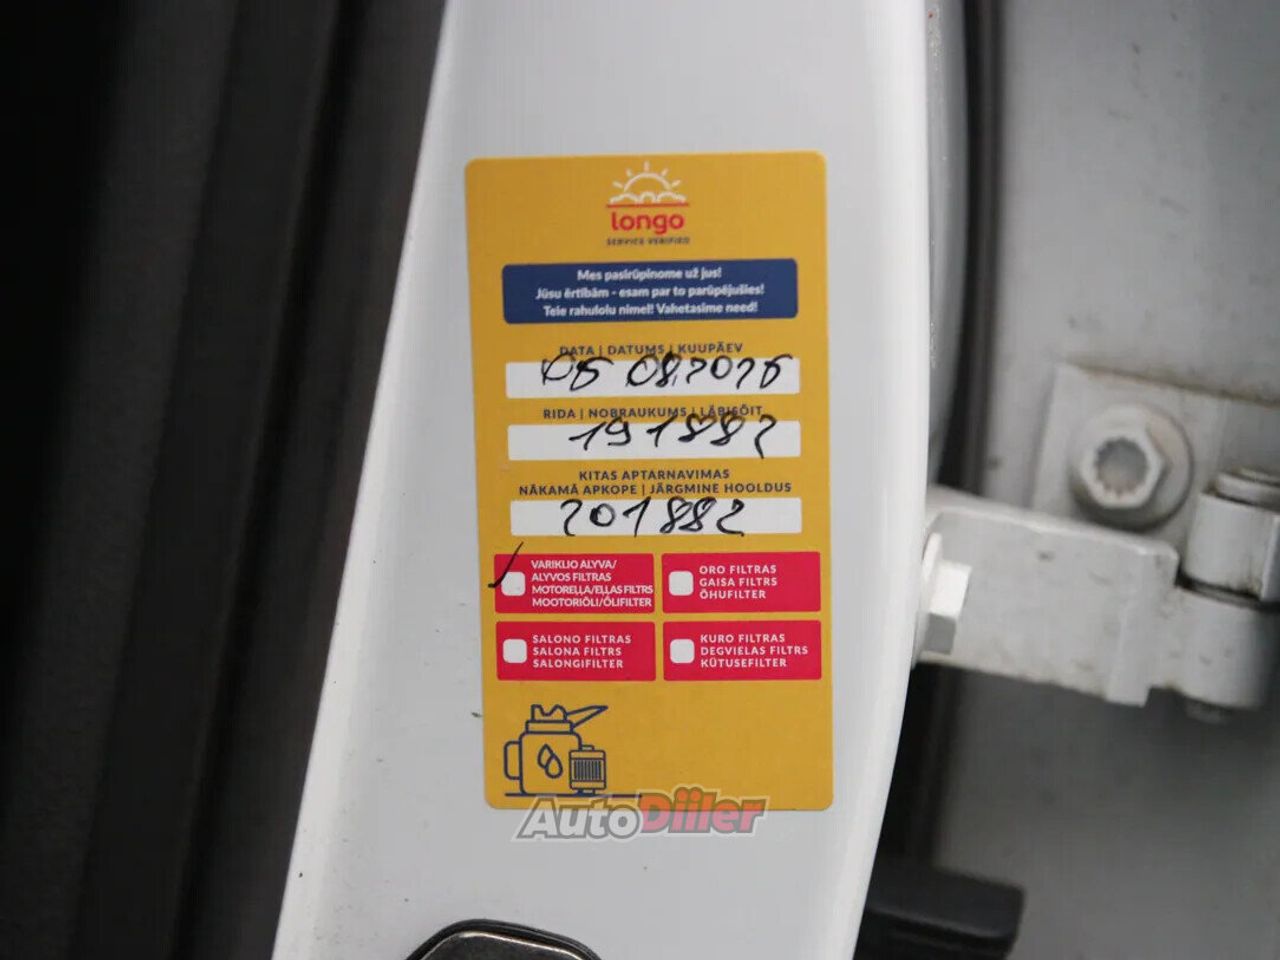 longo
SERVICE VERIFIED
Mes pasirūpinome už jus!
Jūsu ērtībām - esam par to parūpējušies!
Teie rahulolu nimel! Vahetasime need!
DATA | DATUMS | KUUPÄEV
05 08.2025
RIDA | NOBRAUKUMS | LÄBISÕIT
191882
KITAS APTARNAVIMAS
NĀKAMĀ APKOPE | JÄRGMINE HOOLDUS
201882
VARIKLIO ALYVA/
ALYVOS FILTRAS
MOTOREĻĻA/EĻĻAS FILTRS
MOOTORIÕLI/ÕLIFILTER
ORO FILTRAS
GAISA FILTRS
ÕHUFILTER
SALONO FILTRAS
SALONA FILTRS
SALONGIFILTER
KURO FILTRAS
DEGVIELAS FILTRS
KÜTUSEFILTER
AutoDiiler